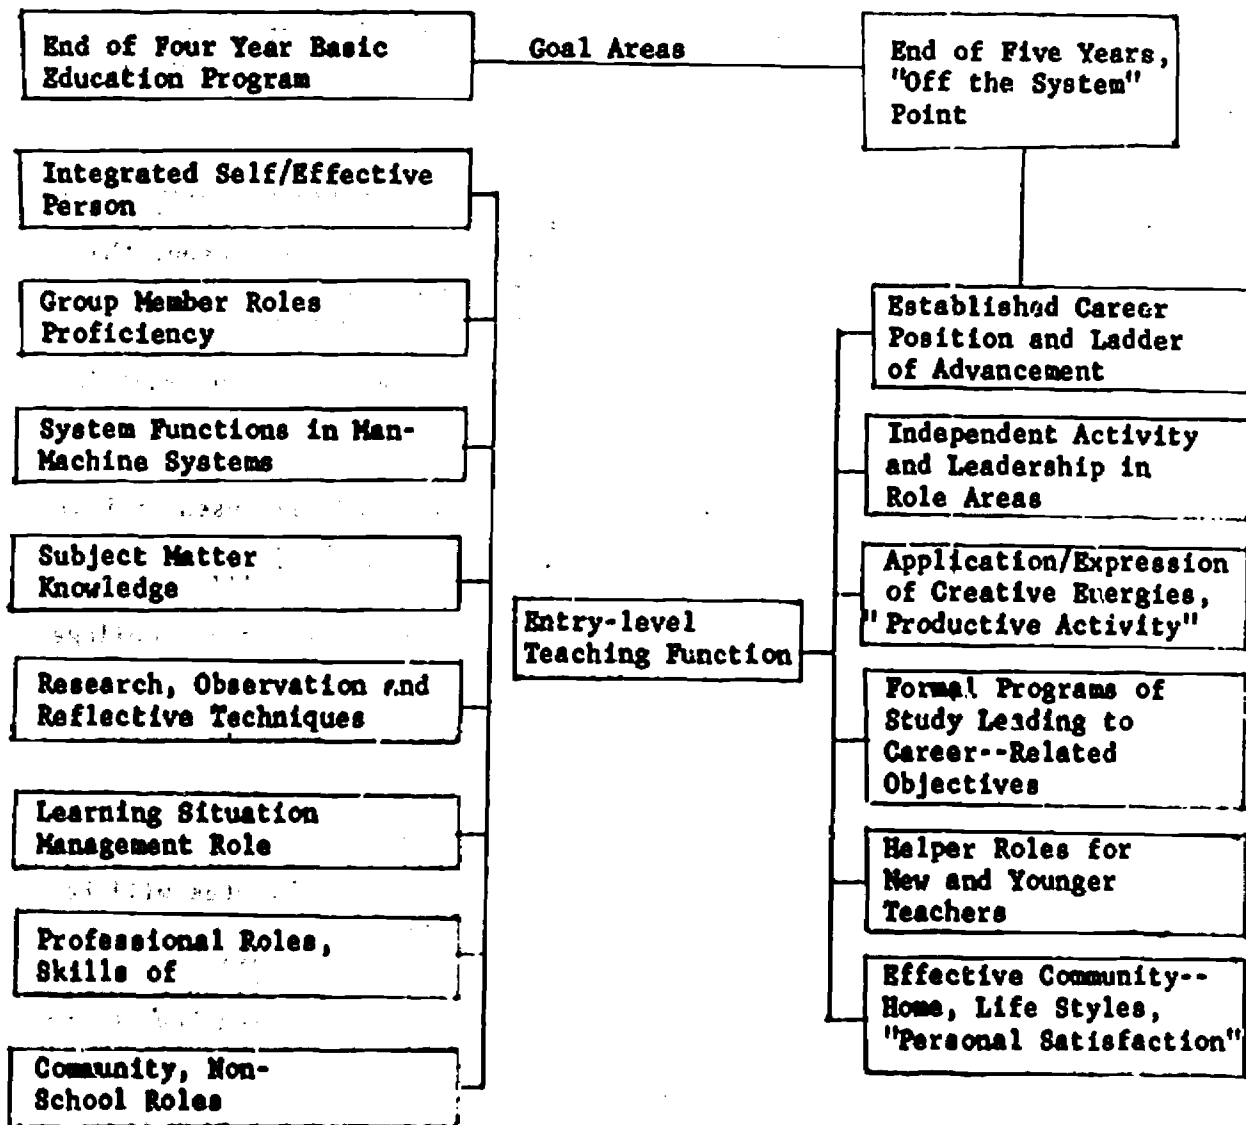 End of Four Year Basic
Education Program
Goal Areas
End of Five Years,
"Off the System"
Point
Integrated Self/Effective
Person
Group Member Roles
Proficiency
System Functions in Man-
Machine Systems
Subject Matter
Knowledge
Research, Observation and
Reflective Techniques
Learning Situation
Management Role
Professional Roles,
Skills of
Community, Non-
School Roles
Entry-level
Teaching Function
Established Career
Position and Ladder
of Advancement
Independent Activity
and Leadership in
Role Areas
Application/Expression
of Creative Energies,
"Productive Activity"
Formal Programs of
Study Leading to
Career--Related
Objectives
Helper Roles for
New and Younger
Teachers
Effective Community--
Home, Life Styles,
"Personal Satisfaction"